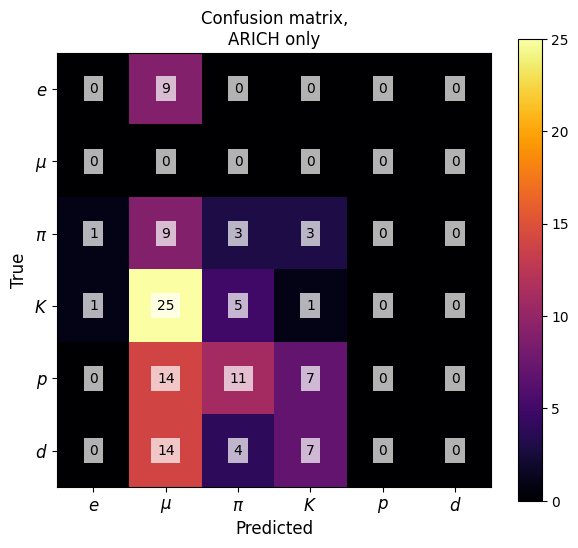 Confusion matrix,
ARICH only
True
e 0 9 0 0 0 0
μ 0 0 0 0 0 0
π 1 9 3 3 0 0
K 1 25 5 1 0 0
p 0 14 11 7 0 0
d 0 14 4 7 0 0
e μ π K p d
Predicted
25
20
15
10
5
0